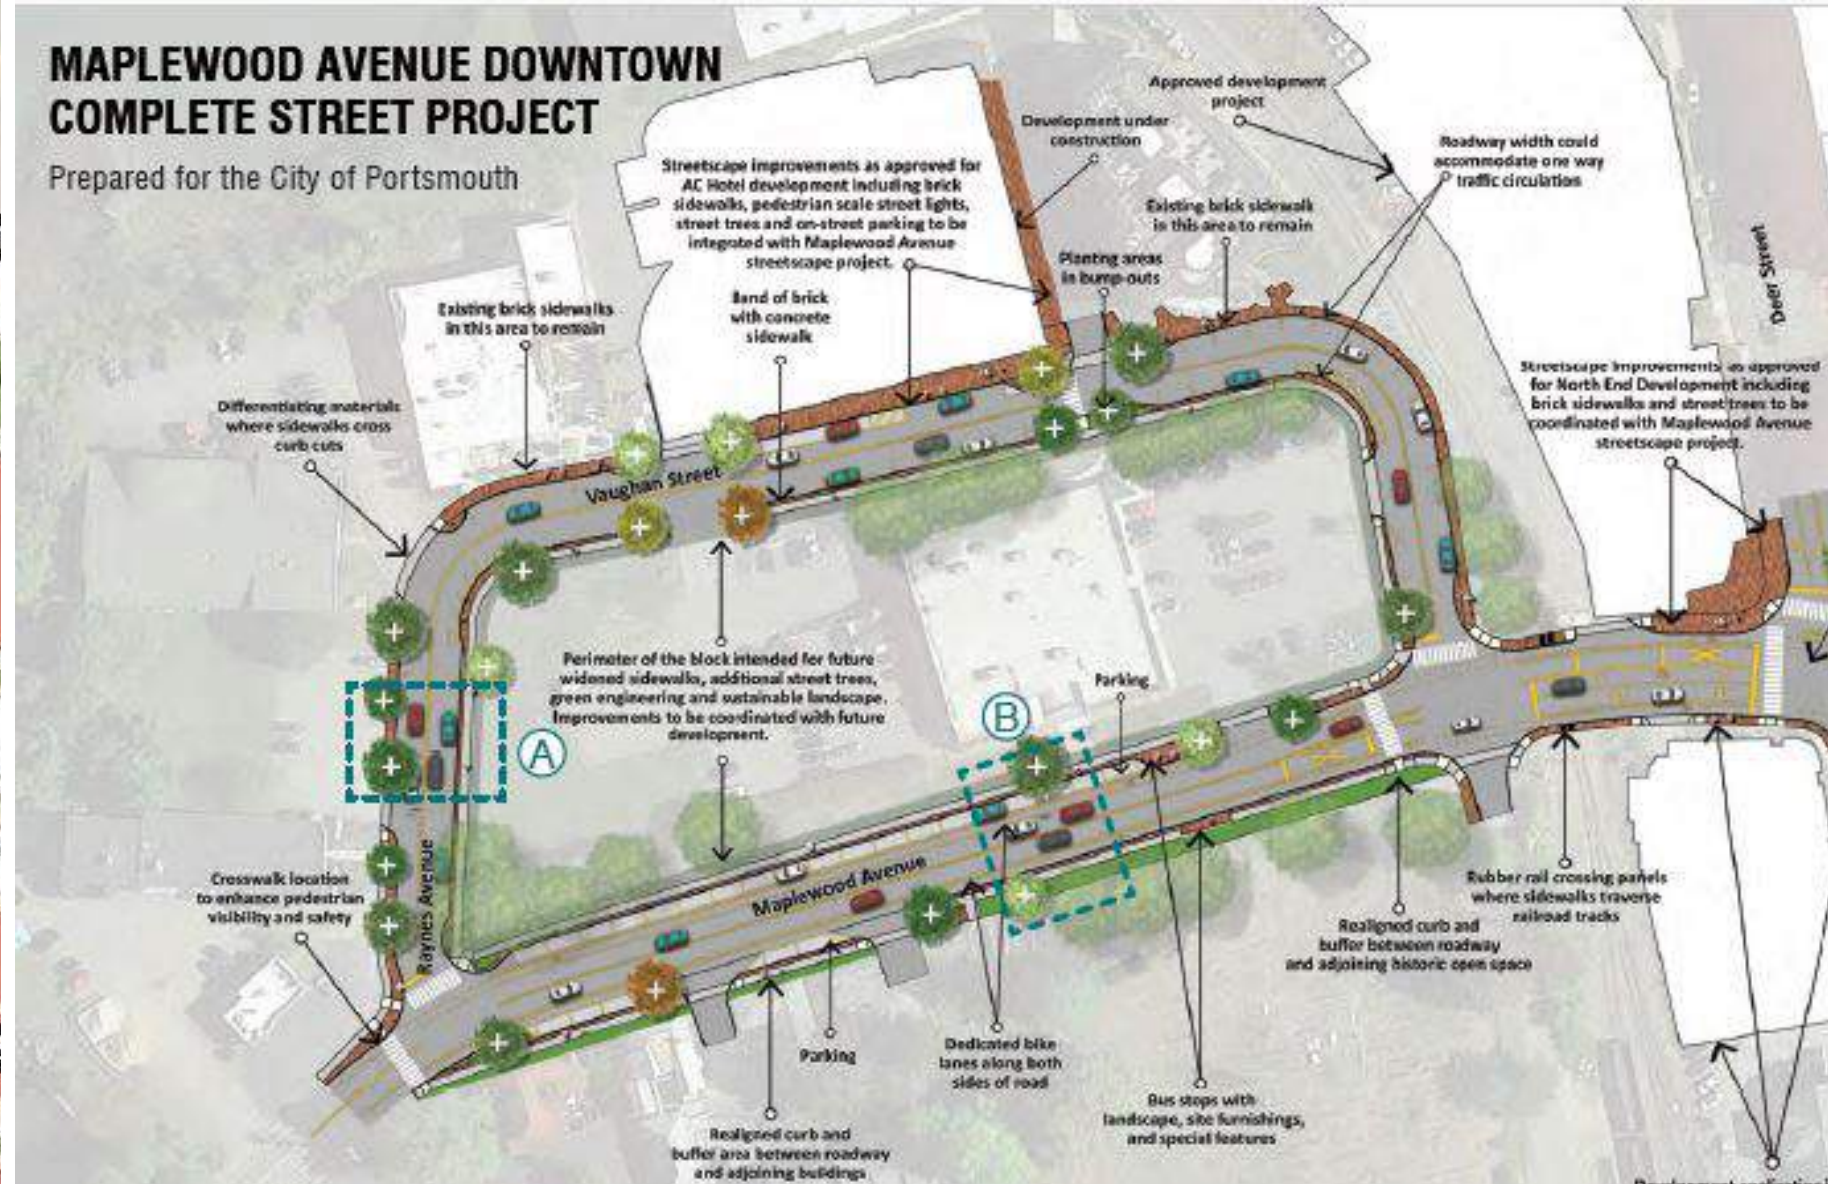 MAPLEWOOD AVENUE DOWNTOWN
COMPLETE STREET PROJECT
Prepared for the City of Portsmouth
Approved development
project
Development under
construction
Roadway width could
accommodate one way
traffic circulation
Streetscape improvements as approved for
AC Hotel development including brick
sidewalks, pedestrian scale street lights,
street trees and on-street parking to be
integrated with Maplewood Avenue
streetscape project.
Existing brick sidewalk
in this area to remain
Planting areas
in bump-outs
Deer Street
Band of brick
with concrete
sidewalk
Existing brick sidewalks
in this area to remain
Streetscape Improvements as approved
for North End Development including
brick sidewalks and street trees to be
coordinated with Maplewood Avenue
streetscape project.
Differentiating materials
where sidewalks cross
curb cuts
Vaughan Street
Perimeter of the block intended for future
widened sidewalks, additional street trees,
green engineering and sustainable landscape.
Improvements to be coordinated with future
development.
Parking
A
B
Maplewood Avenue
Raynes Avenue
Crosswalk location
to enhance pedestrian
visibility and safety
Rubber rail crossing panels
where sidewalks traverse
railroad tracks
Realigned curb and
buffer between roadway
and adjoining historic open space
Parking
Dedicated bike
lanes along both
sides of road
Bus stops with
landscape, site furnishings,
and special features
Realigned curb and
buffer area between roadway
and adjoining buildings